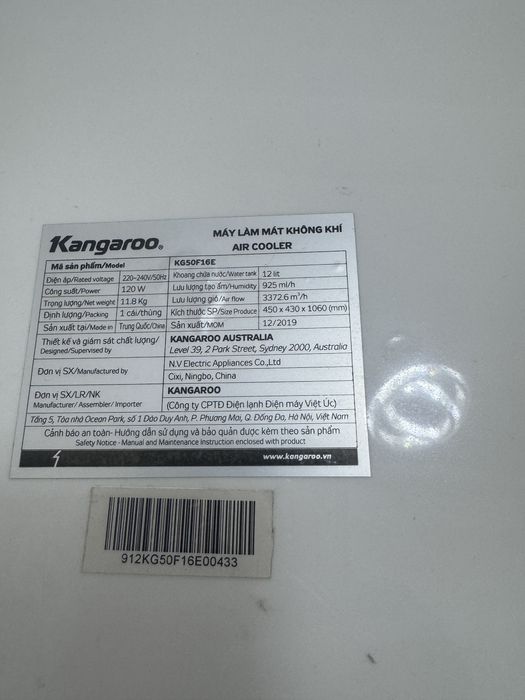 Kangaroo®
MÁY LÀM MÁT KHÔNG KHÍ
AIR COOLER
Mã sản phẩm/Model KG50F16E
Điện áp/Rated voltage 220-240V/50Hz Khoang chứa nước/Water tank 12 lit
Công suất/Power 120 W Lưu lượng tạo ẩm/Humidity 925 ml/h
Trọng lượng/Net weight 11.8 Kg Lưu lượng gió/Air flow 3372.6 m³/h
Định lượng/Packing 1 cái/thùng Kích thước SP/Size Produce 450 x 430 x 1060 (mm)
Sản xuất tại/Made in Trung Quốc/China Sản xuất/MOM 12/2019
Thiết kế và giám sát chất lượng/ KANGAROO AUSTRALIA
Designed/Supervised by Level 39, 2 Park Street, Sydney 2000, Australia
Đơn vị SX/Manufactured by N.V Electric Appliances Co.,Ltd
Cixi, Ningbo, China
Đơn vị SX/LR/NK KANGAROO
Manufacturer/ Assembler/ Importer (Công ty CPTĐ Điện lạnh Điện máy Việt Úc)
Tầng 5, Tòa nhà Ocean Park, số 1 Đào Duy Anh, P. Phương Mai, Q. Đống Đa, Hà Nội, Việt Nam
Cảnh báo an toàn- Hướng dẫn sử dụng và bảo quản được kèm theo sản phẩm
Safety Notice - Manual and Maintenance Instruction enclosed with product
www.kangaroo.vn
912KG50F16E00433